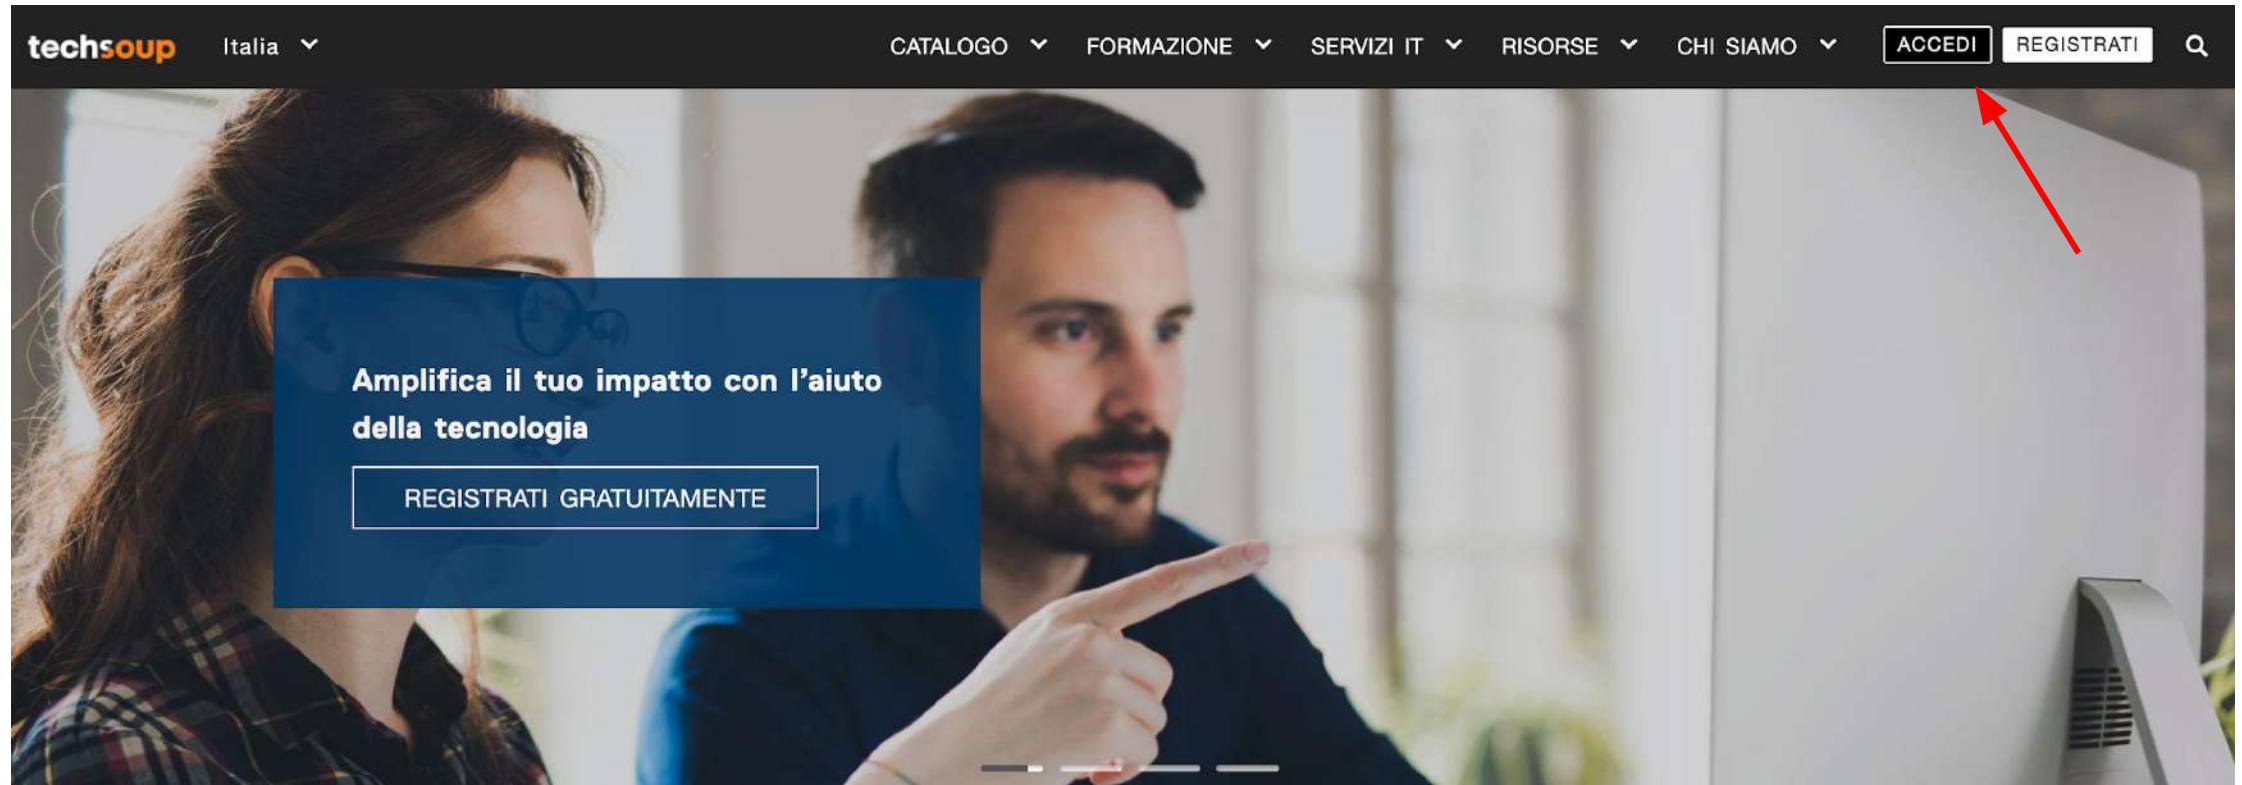 techsoup Italia CATALOGO FORMAZIONE SERVIZI IT RISORSE CHI SIAMO ACCEDI REGISTRATI
Amplifica il tuo impatto con l'aiuto
della tecnologia
REGISTRATI GRATUITAMENTE